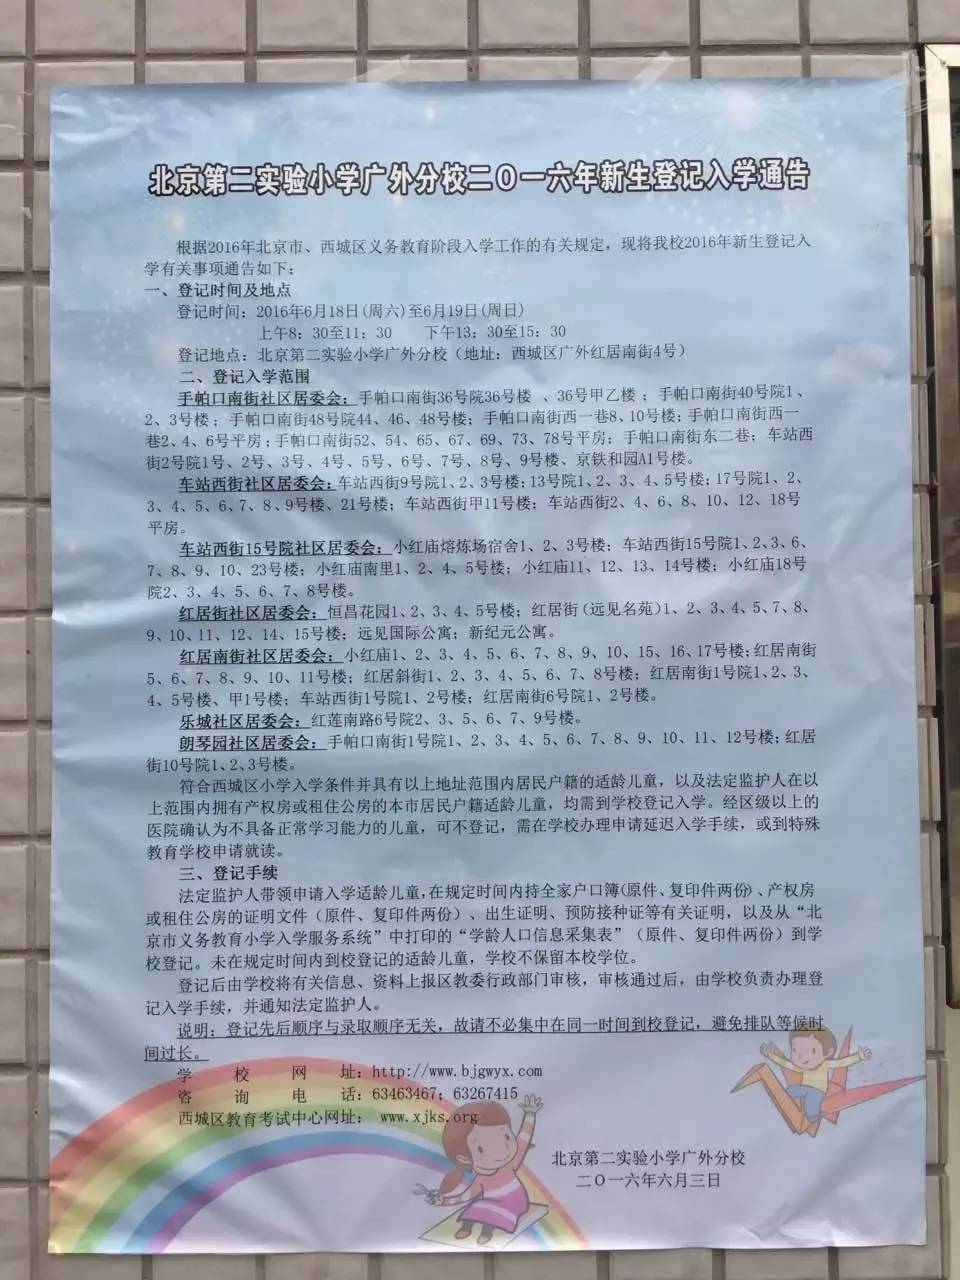 北京第二实验小学广外分校二〇一六年新生登记入学通告
根据2016年北京市、西城区义务教育阶段入学工作的有关规定，现将我校2016年新生登记入
学有关事项通告如下：
一、登记时间及地点
登记时间：2016年6月18日(周六)至6月19日(周日)
上午8：30至11：30　　下午13：30至15：30
登记地点：北京第二实验小学广外分校（地址：西城区广外红居南街4号）
二、登记入学范围
手帕口南街社区居委会：手帕口南街36号院36号楼 、36号甲乙楼 ；手帕口南街40号院1、
2、3号楼 ；手帕口南街48号院44、46、48号楼；手帕口南街西一巷8、10号楼；手帕口南街西一
巷2、4、6号平房；手帕口南街52、54、65、67、69、73、78号平房；手帕口南街东二巷；车站西
街2号院1号、2号、3号、4号、5号、6号、7号、8号、9号楼、京铁和园A1号楼。
车站西街社区居委会：车站西街9号院1、2、3号楼；13号院1、2、3、4、5号楼；17号院1、2、
3、4、5、6、7、8、9号楼、21号楼；车站西街甲11号楼；车站西街2、4、6、8、10、12、18号
平房。
车站西街15号院社区居委会：小红庙熔炼场宿舍1、2、3号楼；车站西街15号院1、2、3、6、
7、8、9、10、23号楼；小红庙南里1、2、4、5号楼；小红庙11、12、13、14号楼；小红庙18号
院2、3、4、5、6、7、8号楼。
红居街社区居委会：恒昌花园1、2、3、4、5号楼；红居街（远见名苑）1、2、3、4、5、7、8、
9、10、11、12、14、15号楼；远见国际公寓；新纪元公寓。
红居南街社区居委会：小红庙1、2、3、4、5、6、7、8、9、10、15、16、17号楼；红居南街
5、6、7、8、9、10、11号楼；红居斜街1、2、3、4、5、6、7、8号楼；红居南街1号院1、2、3、
4、5号楼、甲1号楼；车站西街1号院1、2号楼；红居南街6号院1、2号楼。
乐城社区居委会：红莲南路6号院2、3、5、6、7、9号楼。
朗琴园社区居委会：手帕口南街1号院1、2、3、4、5、6、7、8、9、10、11、12号楼；红居
街10号院1、2、3号楼。
符合西城区小学入学条件并具有以上地址范围内居民户籍的适龄儿童，以及法定监护人在以
上范围内拥有产权房或租住公房的本市居民户籍适龄儿童，均需到学校登记入学。经区级以上的
医院确认为不具备正常学习能力的儿童，可不登记，需在学校办理申请延迟入学手续，或到特殊
教育学校申请就读。
三、登记手续
法定监护人带领申请入学适龄儿童，在规定时间内持全家户口簿(原件、复印件两份)、产权房
或租住公房的证明文件（原件、复印件两份）、出生证明、预防接种证等有关证明，以及从“北
京市义务教育小学入学服务系统”中打印的“学龄人口信息采集表”（原件、复印件两份）到学
校登记。未在规定时间内到校登记的适龄儿童，学校不保留本校学位。
登记后由学校将有关信息、资料上报区教委行政部门审核，审核通过后，由学校负责办理登
记入学手续，并通知法定监护人。
说明：登记先后顺序与录取顺序无关，故请不必集中在同一时间到校登记，避免排队等候时
间过长。
学校网址：http://www.bjgwyx.com
咨询电话：63463467；63267415
西城区教育考试中心网址： www.xjks.org
北京第二实验小学广外分校
二〇一六年六月三日